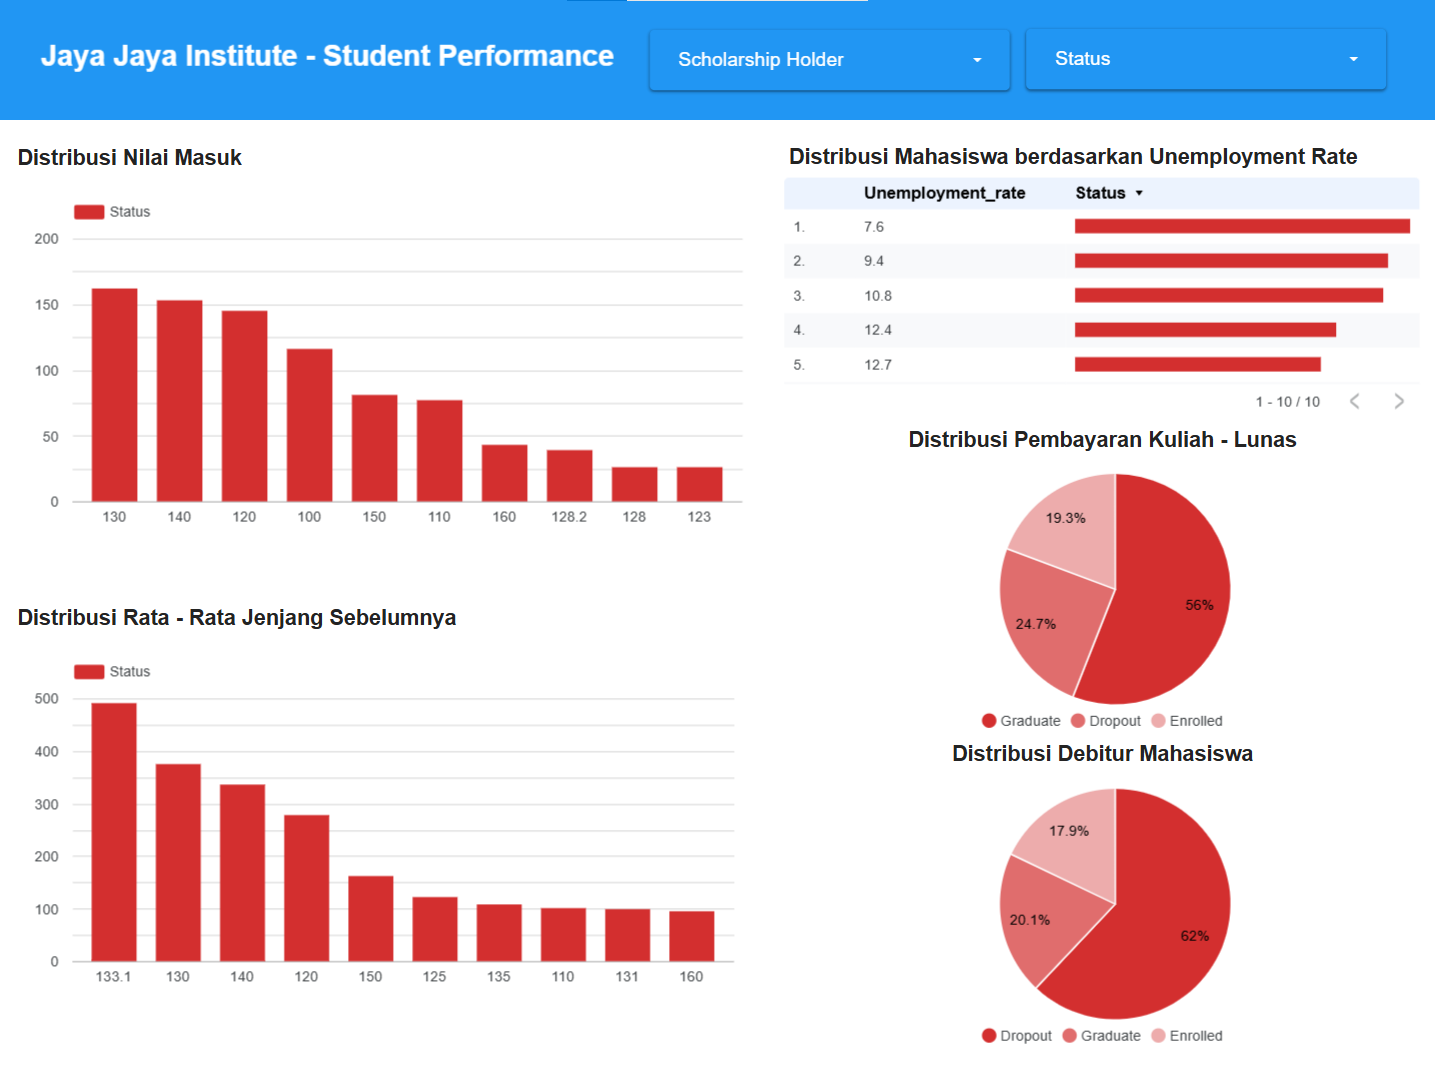 Jaya Jaya Institute - Student Performance
Scholarship Holder
Status
Distribusi Nilai Masuk
Status
200
150
100
50
0
130 140 120 100 150 110 160 128.2 128 123
Distribusi Rata - Rata Jenjang Sebelumnya
Status
500
400
300
200
100
0
133.1 130 140 120 150 125 135 110 131 160
Distribusi Mahasiswa berdasarkan Unemployment Rate
Unemployment_rate Status
1. 7.6
2. 9.4
3. 10.8
4. 12.4
5. 12.7
1 - 10 / 10
Distribusi Pembayaran Kuliah - Lunas
19.3%
56%
24.7%
Graduate Dropout Enrolled
Distribusi Debitur Mahasiswa
17.9%
20.1%
62%
Dropout Graduate Enrolled